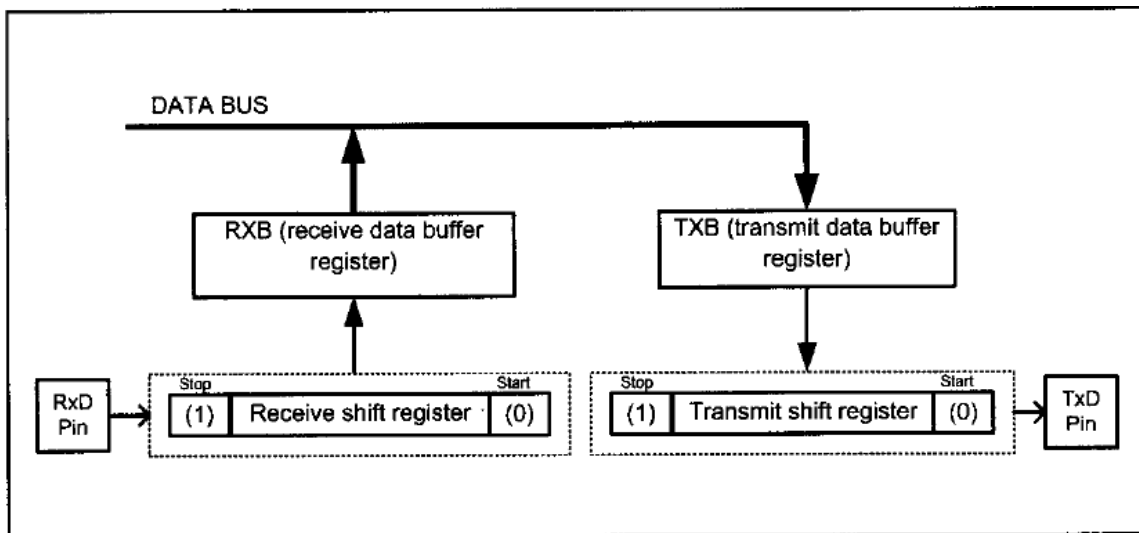 DATA BUS
RXB (receive data buffer
register)
TXB (transmit data buffer
register)
Stop
Start
RxD
Pin
(1)
Receive shift register
(0)
Stop
Start
(1)
Transmit shift register
(0)
TxD
Pin